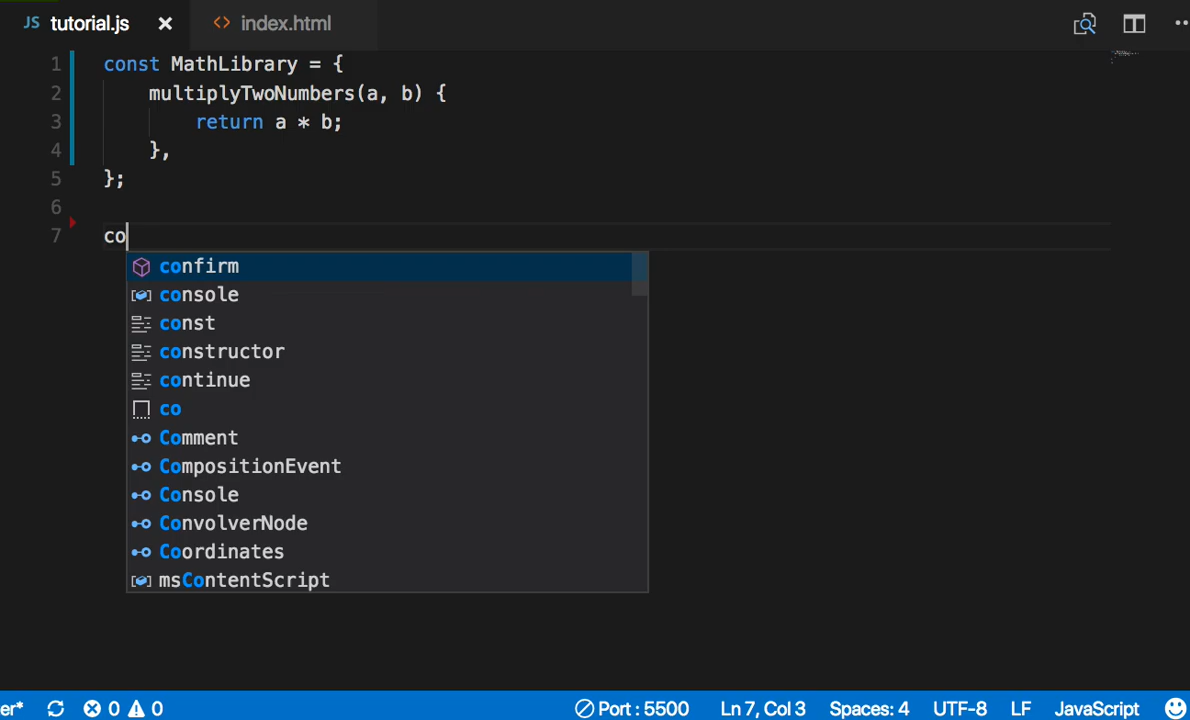 JS tutorial.js × <> index.html
1 const MathLibrary = {
2 multiplyTwoNumbers(a, b) {
3 return a * b;
4 },
5 };
6
7 co
confirm
console
const
constructor
continue
co
Comment
CompositionEvent
Console
ConvolverNode
Coordinates
msContentScript
er* 0 0 Port : 5500 Ln 7, Col 3 Spaces: 4 UTF-8 LF JavaScript